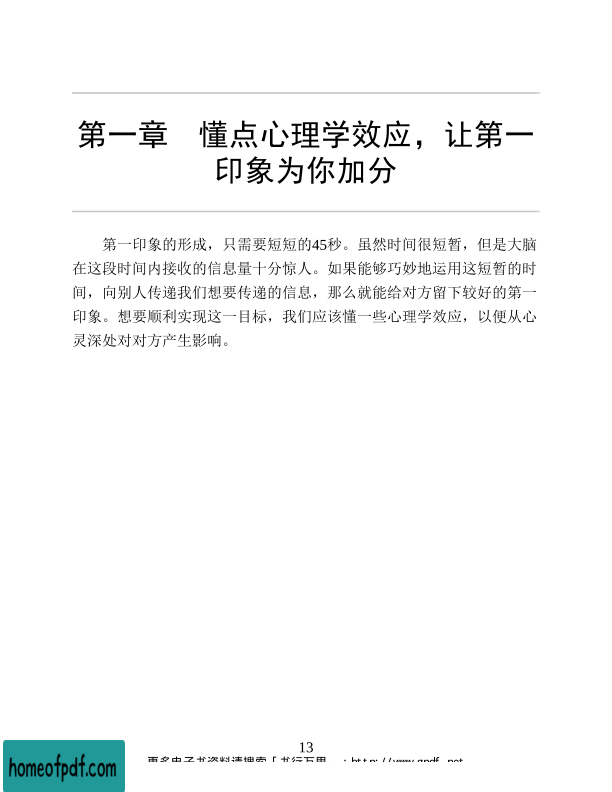 第一章　懂点心理学效应，让第一
印象为你加分
第一印象的形成，只需要短短的45秒。虽然时间很短暂，但是大脑
在这段时间内接收的信息量十分惊人。如果能够巧妙地运用这短暂的时
间，向别人传递我们想要传递的信息，那么就能给对方留下较好的第一
印象。想要顺利实现这一目标，我们应该懂一些心理学效应，以便从心
灵深处对对方产生影响。
13
更多电子书资料请搜索「书行万里
homeofpdf.com